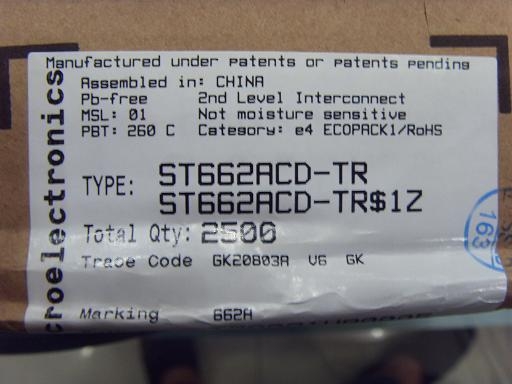 Manufactured under patents or patents pending
Assembled in: CHINA
Pb-free 2nd Level Interconnect
MSL: 01 Not moisture sensitive
PBT: 260 C Category: e4 ECOPACK1/RoHS
TYPE: ST662ACD-TR
ST662ACD-TR$1Z
Total Qty: 2500
Trace Code GK20803A V6 GK
Marking 662A
croelectronics
163